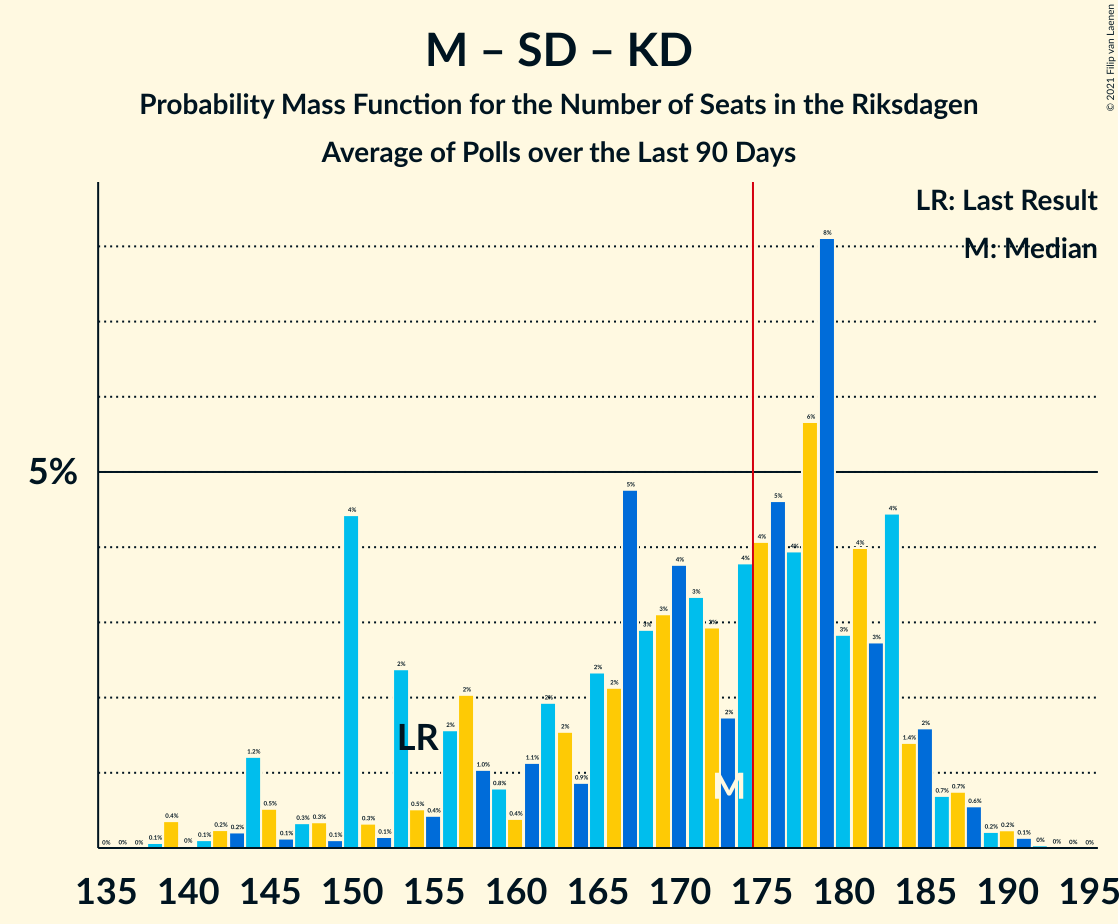 M – SD – KD
Probability Mass Function for the Number of Seats in the Riksdagen
Average of Polls over the Last 90 Days
© 2021 Filip van Laenen
LR: Last Result
M: Median
5%
0% 0% 0% 0.1% 0.4% 0% 0.1% 0.2% 0.2% 1.2% 0.5% 0.1% 0.3% 0.3% 0.1% 4% 0.3% 0.1% 2% 0.5% 0.4% 2% 2% 1.0% 0.8% 0.4% 1.1% 2% 2% 0.9% 2% 2% 5% 3% 3% 4% 3% 3% 2% 4% 4% 5% 4% 6% 8% 3% 4% 3% 4% 1.4% 2% 0.7% 0.7% 0.6% 0.2% 0.2% 0.1% 0% 0% 0% 0%
LR
M
135 140 145 150 155 160 165 170 175 180 185 190 195